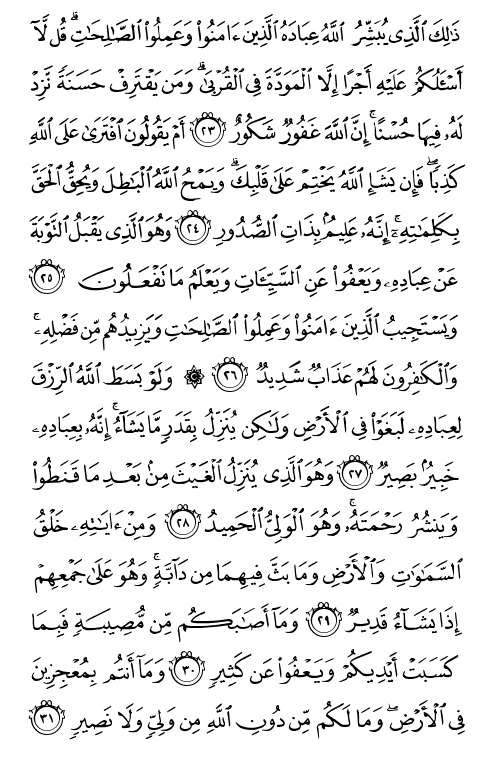 ذَٰلِكَ ٱلَّذِى يُبَشِّرُ ٱللَّهُ عِبَادَهُ ٱلَّذِينَ ءَامَنُوا۟ وَعَمِلُوا۟ ٱلصَّـٰلِحَـٰتِ ۗ قُل لَّآ
أَسْـَٔلُكُمْ عَلَيْهِ أَجْرًا إِلَّا ٱلْمَوَدَّةَ فِى ٱلْقُرْبَىٰ ۗ وَمَن يَقْتَرِفْ حَسَنَةً نَّزِدْ
لَهُۥ فِيهَا حُسْنًا ۚ إِنَّ ٱللَّهَ غَفُورٌ شَكُورٌ ٢٣ أَمْ يَقُولُونَ ٱفْتَرَىٰ عَلَى ٱللَّهِ
كَذِبًا ۖ فَإِن يَشَإِ ٱللَّهُ يَخْتِمْ عَلَىٰ قَلْبِكَ ۗ وَيَمْحُ ٱللَّهُ ٱلْبَـٰطِلَ وَيُحِقُّ ٱلْحَقَّ
بِكَلِمَـٰتِهِۦٓ ۚ إِنَّهُۥ عَلِيمٌۢ بِذَاتِ ٱلصُّدُورِ ٢٤ وَهُوَ ٱلَّذِى يَقْبَلُ ٱلتَّوْبَةَ
عَنْ عِبَادِهِۦ وَيَعْفُوا۟ عَنِ ٱلسَّيِّـَٔاتِ وَيَعْلَمُ مَا تَفْعَلُونَ ٢٥
وَيَسْتَجِيبُ ٱلَّذِينَ ءَامَنُوا۟ وَعَمِلُوا۟ ٱلصَّـٰلِحَـٰتِ وَيَزِيدُهُم مِّن فَضْلِهِۦ ۚ
وَٱلْكَـٰفِرُونَ لَهُمْ عَذَابٌ شَدِيدٌ ٢٦ ۞ وَلَوْ بَسَطَ ٱللَّهُ ٱلرِّزْقَ
لِعِبَادِهِۦ لَبَغَوْا۟ فِى ٱلْأَرْضِ وَلَـٰكِن يُنَزِّلُ بِقَدَرٍ مَّا يَشَآءُ ۚ إِنَّهُۥ بِعِبَادِهِۦ
خَبِيرٌۢ بَصِيرٌ ٢٧ وَهُوَ ٱلَّذِى يُنَزِّلُ ٱلْغَيْثَ مِنۢ بَعْدِ مَا قَنَطُوا۟
وَيَنشُرُ رَحْمَتَهُۥ ۚ وَهُوَ ٱلْوَلِىُّ ٱلْحَمِيدُ ٢٨ وَمِنْ ءَايَـٰتِهِۦ خَلْقُ
ٱلسَّمَـٰوَٰتِ وَٱلْأَرْضِ وَمَا بَثَّ فِيهِمَا مِن دَآبَّةٍ ۚ وَهُوَ عَلَىٰ جَمْعِهِمْ
إِذَا يَشَآءُ قَدِيرٌ ٢٩ وَمَآ أَصَـٰبَكُم مِّن مُّصِيبَةٍ فَبِمَا
كَسَبَتْ أَيْدِيكُمْ وَيَعْفُوا۟ عَن كَثِيرٍ ٣٠ وَمَآ أَنتُم بِمُعْجِزِينَ
فِى ٱلْأَرْضِ ۖ وَمَا لَكُم مِّن دُونِ ٱللَّهِ مِن وَلِىٍّ وَلَا نَصِيرٍ ٣١